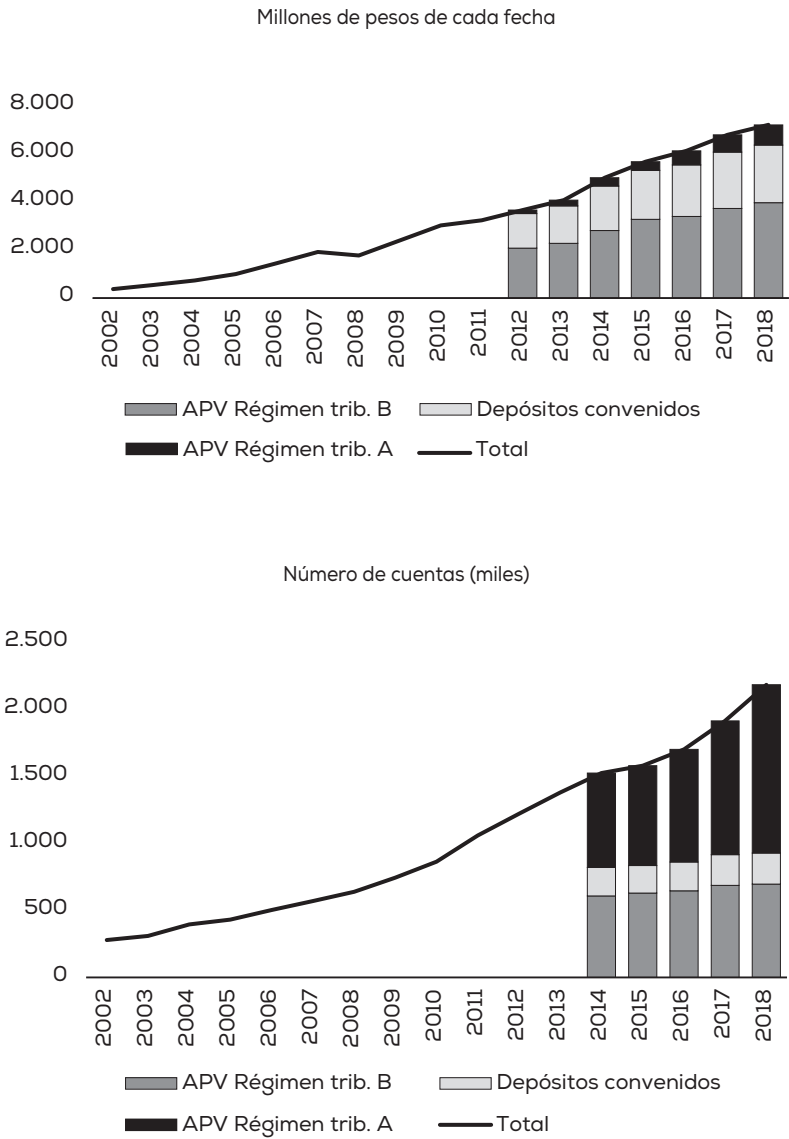 Millones de pesos de cada fecha
8.000
6.000
4.000
2.000
0
2002 2003 2004 2005 2006 2007 2008 2009 2010 2011 2012 2013 2014 2015 2016 2017 2018
APV Régimen trib. B Depósitos convenidos
APV Régimen trib. A Total
Número de cuentas (miles)
2.500
2.000
1.500
1.000
500
0
2002 2003 2004 2005 2006 2007 2008 2009 2010 2011 2012 2013 2014 2015 2016 2017 2018
APV Régimen trib. B Depósitos convenidos
APV Régimen trib. A Total